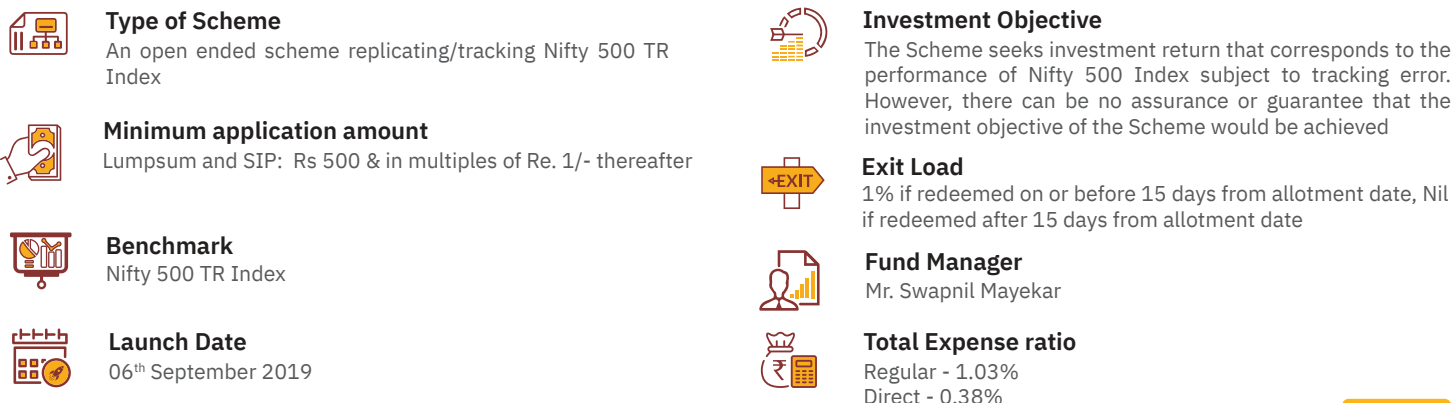 Type of Scheme
An open ended scheme replicating/tracking Nifty 500 TR
Index
Minimum application amount
Lumpsum and SIP: Rs 500 & in multiples of Re. 1/- thereafter
Benchmark
Nifty 500 TR Index
Launch Date
06th September 2019
Investment Objective
The Scheme seeks investment return that corresponds to the
performance of Nifty 500 Index subject to tracking error.
However, there can be no assurance or guarantee that the
investment objective of the Scheme would be achieved
EXIT
Exit Load
1% if redeemed on or before 15 days from allotment date, Nil
if redeemed after 15 days from allotment date
Fund Manager
Mr. Swapnil Mayekar
₹
Total Expense ratio
Regular - 1.03%
Direct - 0.38%